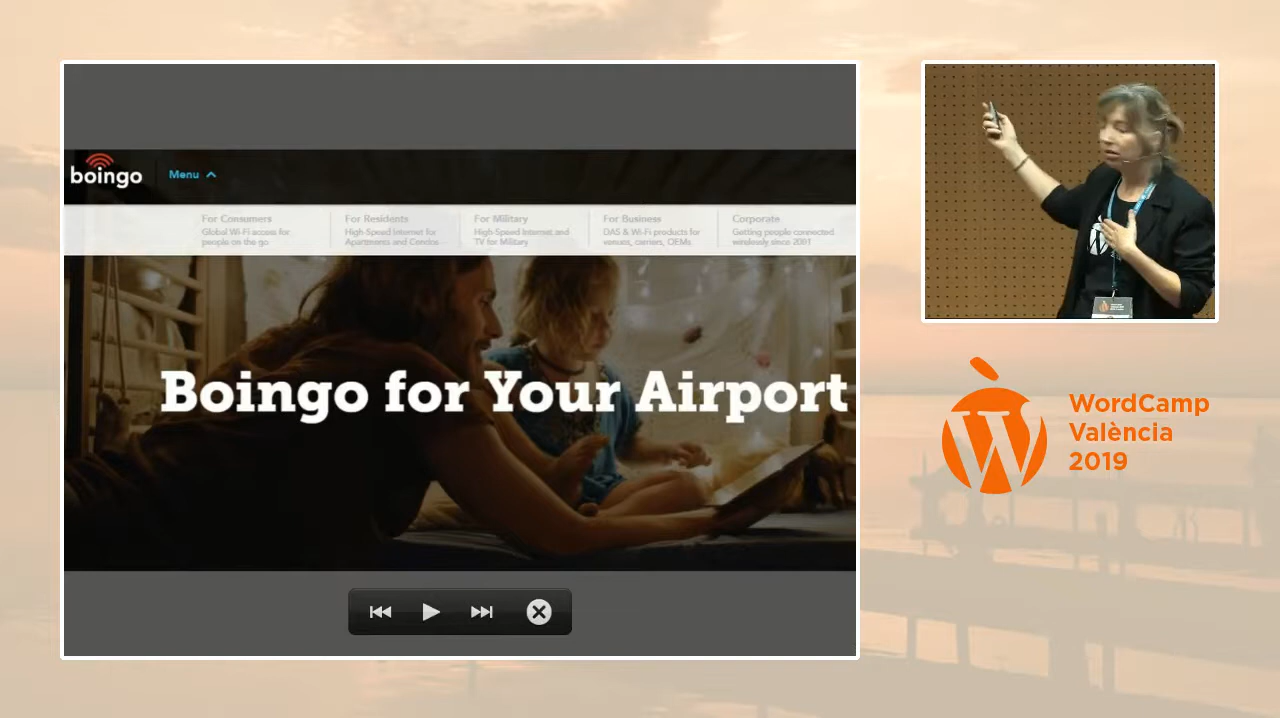 boingo
Menu
For Consumers
Global Wi-Fi access for
people on the go
For Residents
High-Speed Internet for
Apartments and Condos
For Military
High-Speed Internet and
TV for Military
For Business
DAS & Wi-Fi products for
venues, carriers, OEMs
Corporate
Getting people connected
wirelessly since 2001
Boingo for Your Airport
WordCamp
València
2019